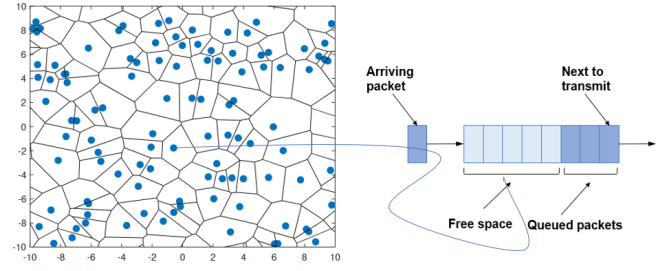 10
8
6
4
2
0
-2
-4
-6
-8
-10
-10 -8 -6 -4 -2 0 2 4 6 8 10
Arriving
packet
Next to
transmit
Free space
Queued packets